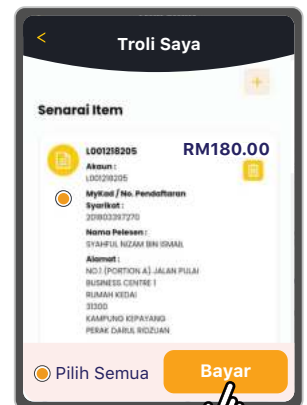 <
Troli Saya
+
Senarai Item
L001218205
RM180.00
Akaun :
L001218205
MyKad / No. Pendaftaran
Syarikat :
201803397270
Nama Pelesen :
SYAHFUL NIZAM BIN ISMAIL
Alamat :
NO.1 (PORTION A) JALAN PULAI
BUSINESS CENTRE 1
RUMAH KEDAI
31300
KAMPUNG KEPAYANG
PERAK DARUL RIDZUAN
Pilih Semua
Bayar